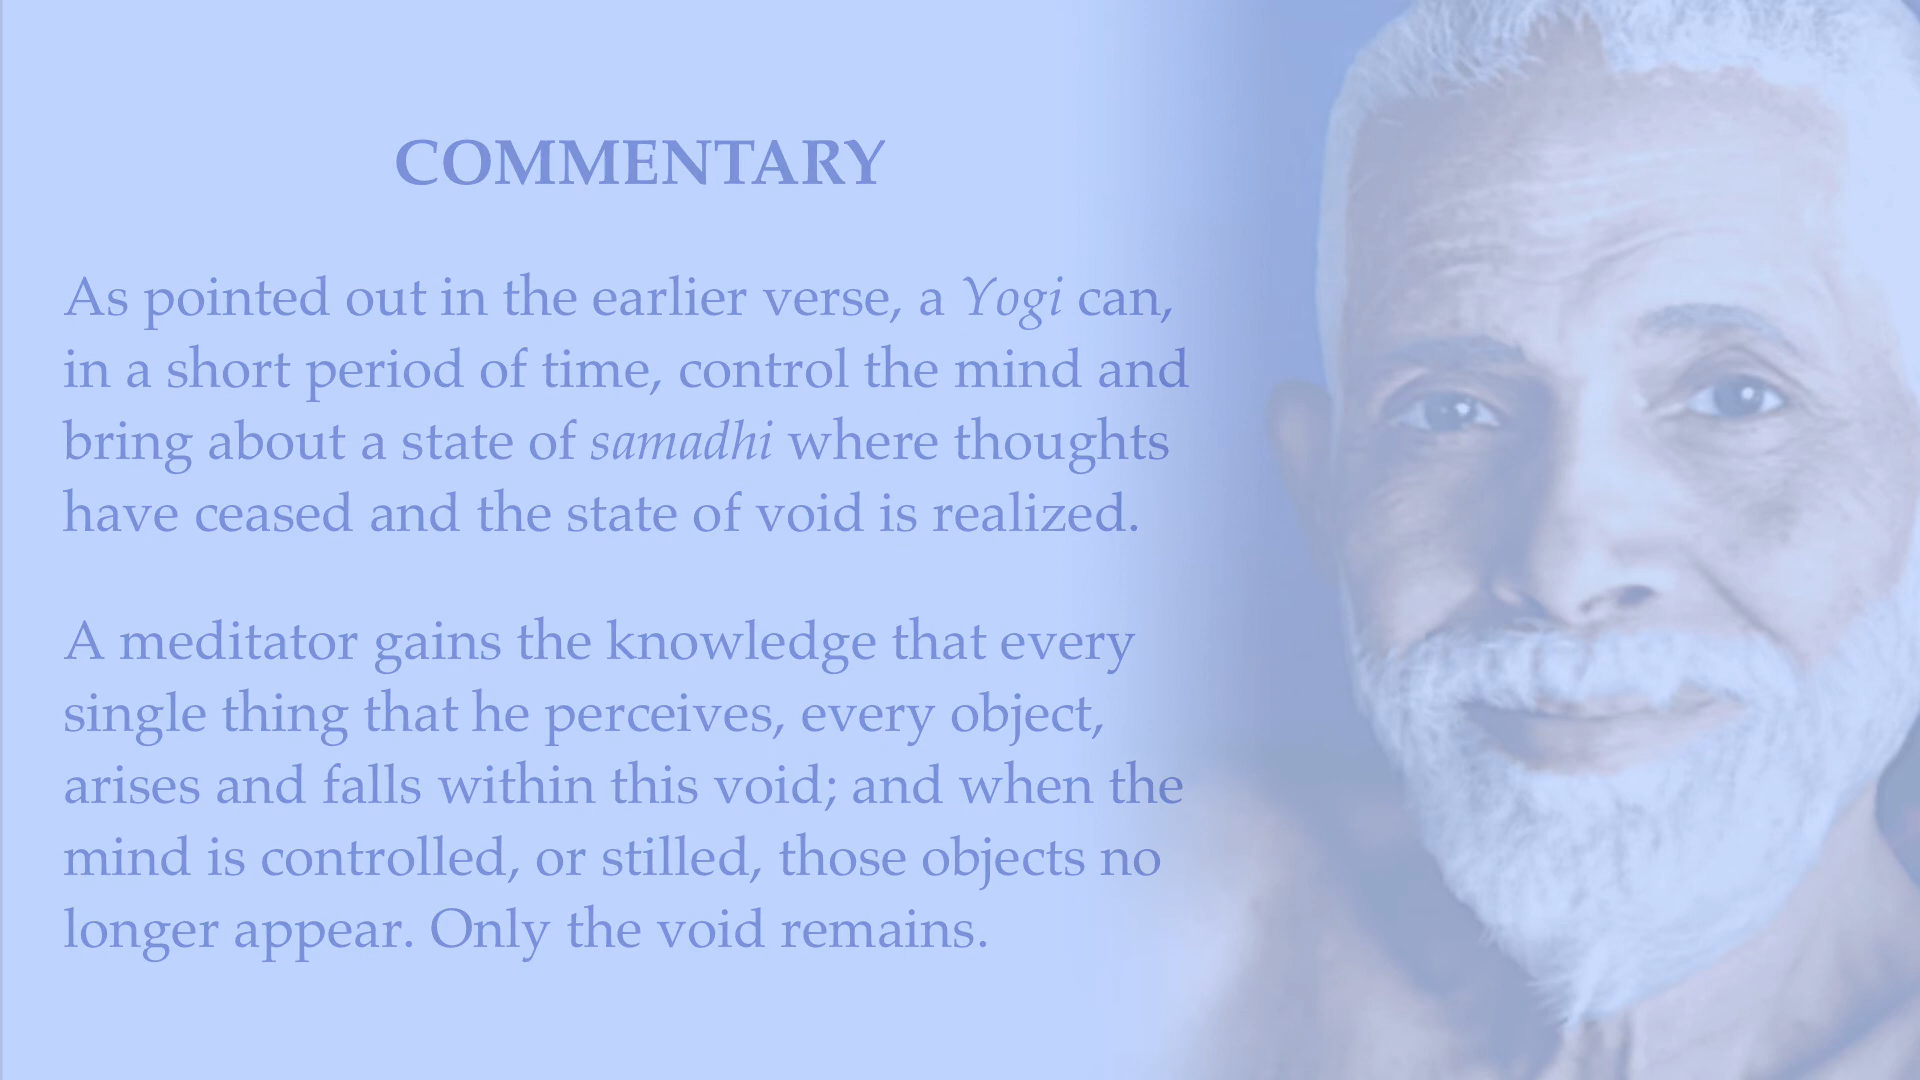 COMMENTARY
As pointed out in the earlier verse, a Yogi can,
in a short period of time, control the mind and
bring about a state of samadhi where thoughts
have ceased and the state of void is realized.
A meditator gains the knowledge that every
single thing that he perceives, every object,
arises and falls within this void; and when the
mind is controlled, or stilled, those objects no
longer appear. Only the void remains.